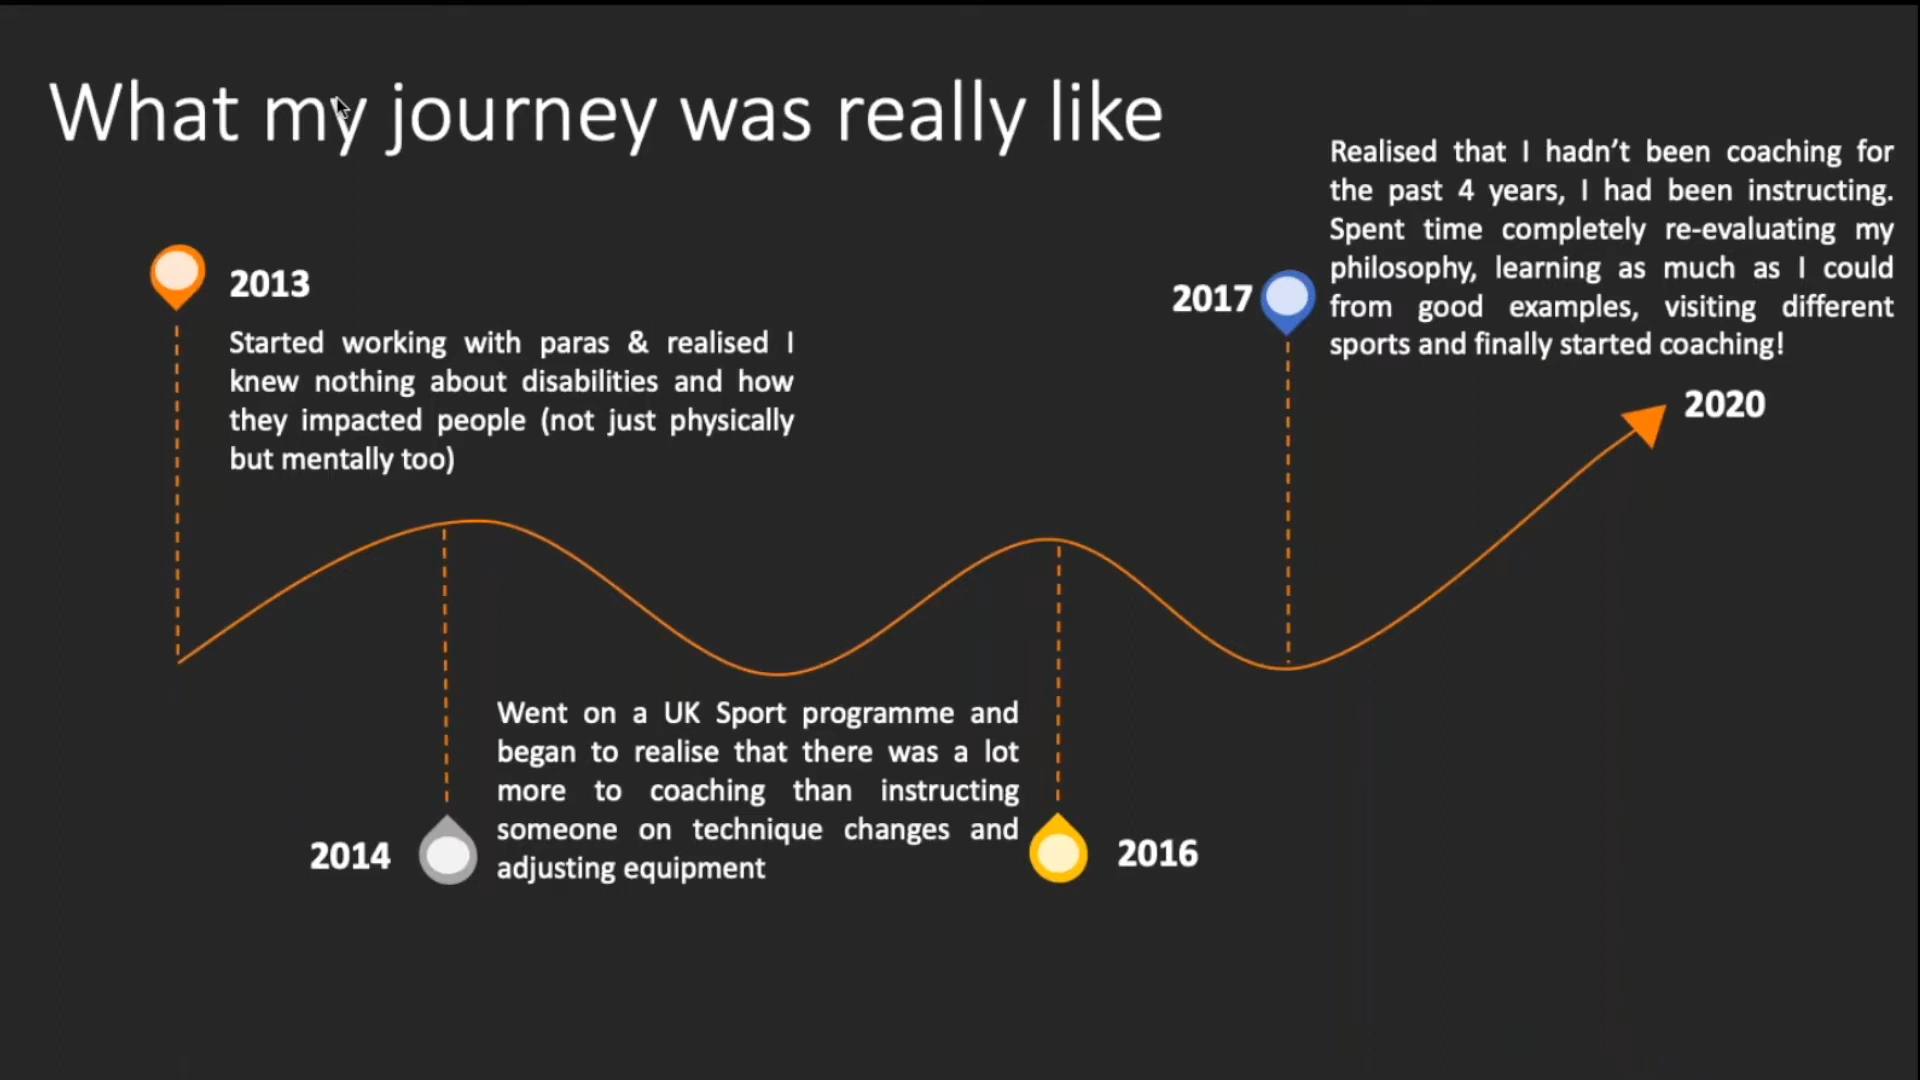 What my journey was really like
2013
Started working with paras & realised I
knew nothing about disabilities and how
they impacted people (not just physically
but mentally too)
2014
Went on a UK Sport programme and
began to realise that there was a lot
more to coaching than instructing
someone on technique changes and
adjusting equipment
2016
2017
Realised that I hadn’t been coaching for
the past 4 years, I had been instructing.
Spent time completely re-evaluating my
philosophy, learning as much as I could
from good examples, visiting different
sports and finally started coaching!
2020